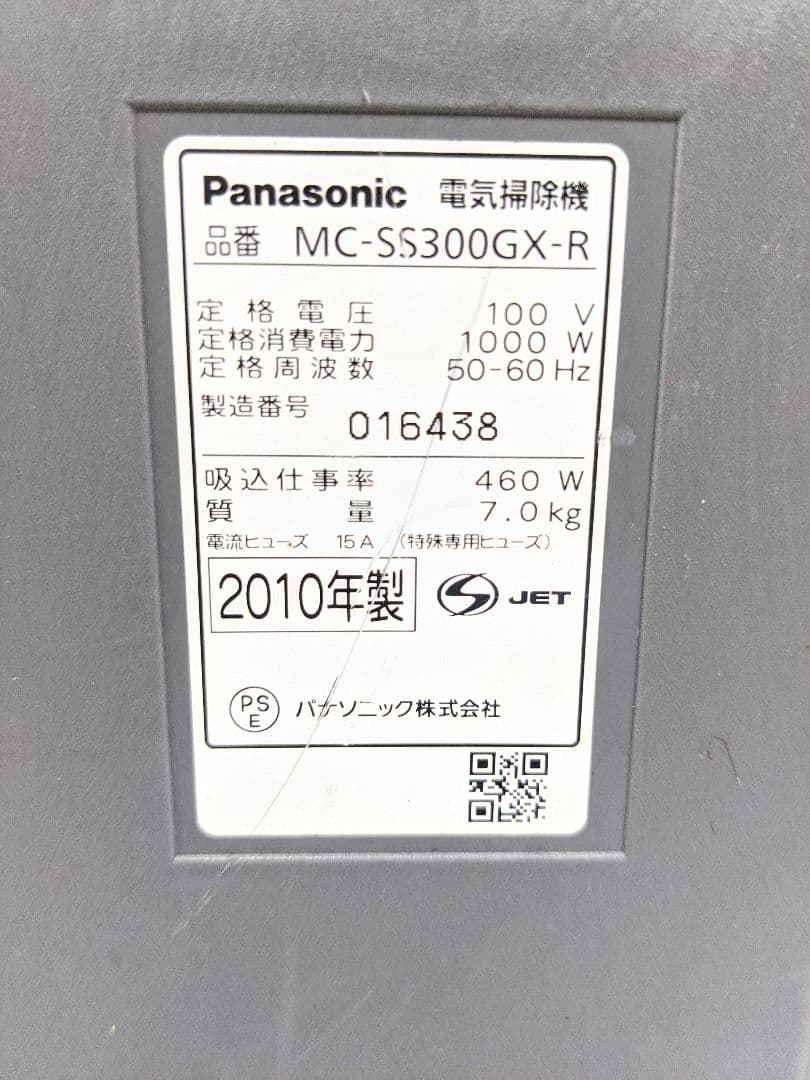 Panasonic 電気掃除機
品番 MC-SS300GX-R
定格電圧 100 V
定格消費電力 1000 W
定格周波数 50-60 Hz
製造番号 016438
吸込仕事率 460 W
質量 7.0 kg
電流ヒューズ 15A (特殊専用ヒューズ)
2010年製 S JET
PS E パナソニック株式会社